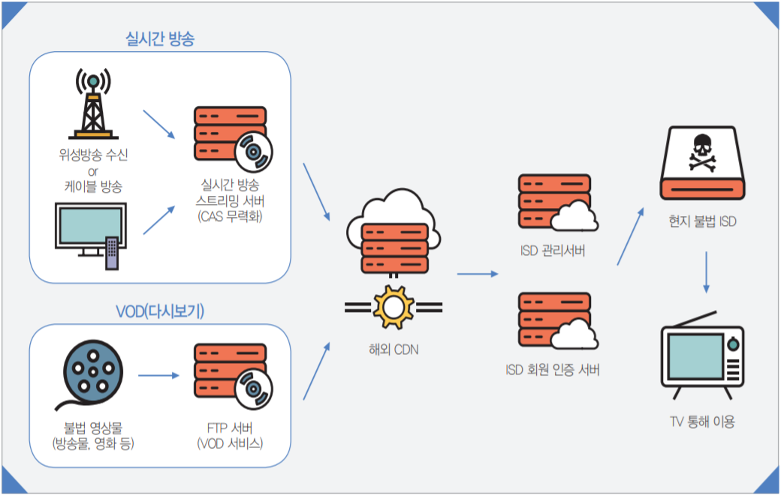 실시간 방송
위성방송 수신
or
케이블 방송
실시간 방송
스트리밍 서버
(CAS 무력화)
VOD(다시보기)
불법 영상물
(방송물, 영화 등)
FTP 서버
(VOD 서비스)
해외 CDN
ISD 관리서버
ISD 회원 인증 서버
현지 불법 ISD
TV 통해 이용